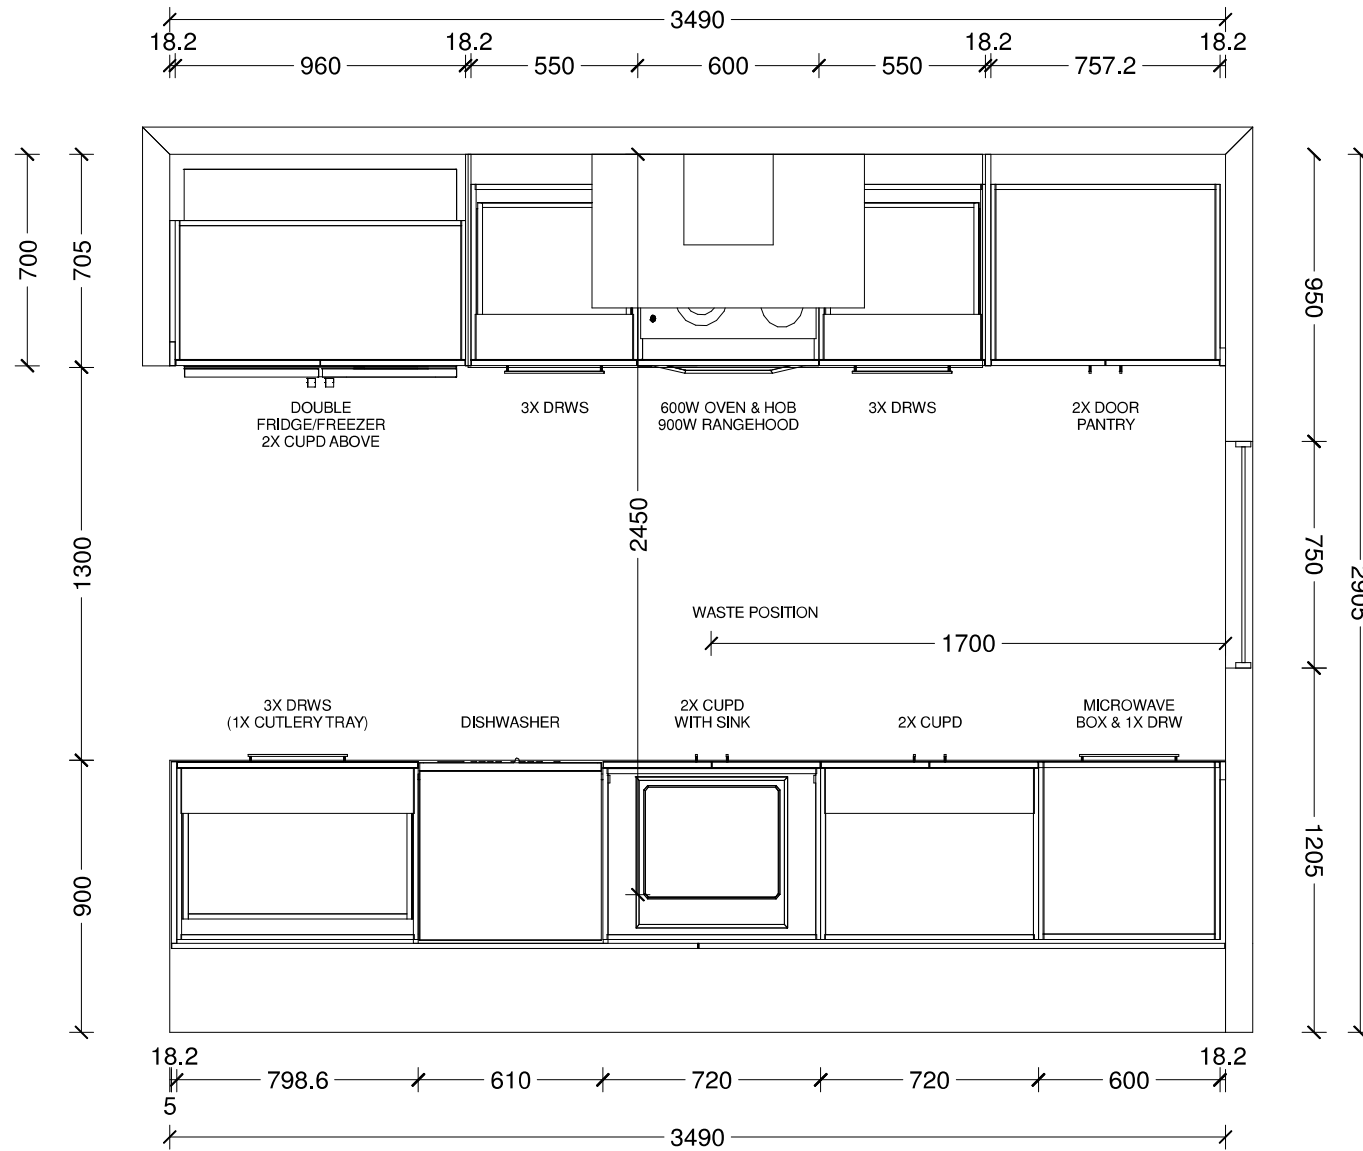 3490
18.2 18.2 18.2 18.2
960 550 600 550 757.2
700
705
950
DOUBLE
FRIDGE/FREEZER
2X CUPD ABOVE
3X DRWS
600W OVEN & HOB
900W RANGEHOOD
3X DRWS
2X DOOR
PANTRY
2450
1300
750
2905
WASTE POSITION
1700
3X DRWS
(1X CUTLERY TRAY)
DISHWASHER
2X CUPD
WITH SINK
2X CUPD
MICROWAVE
BOX & 1X DRW
900
1205
18.2 18.2
798.6 610 720 720 600
5
3490